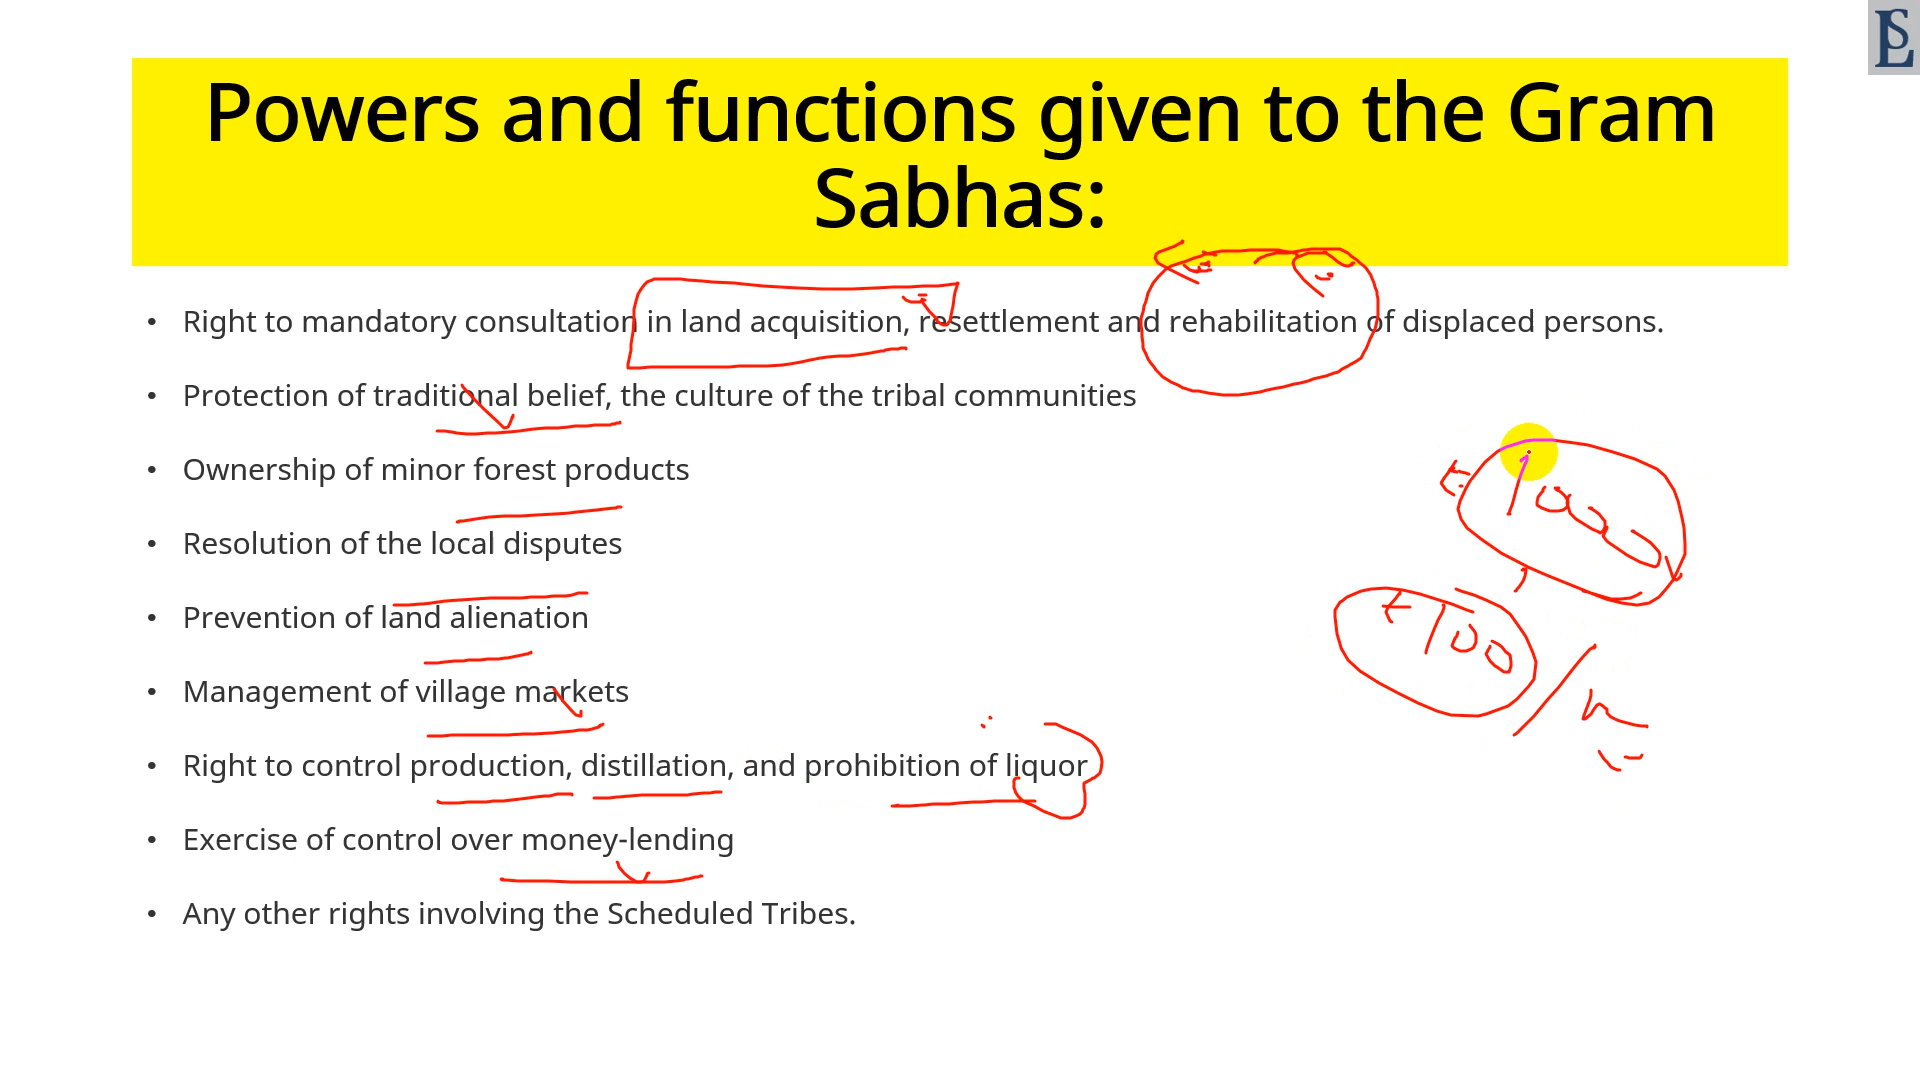 Powers and functions given to the Gram
Sabhas:
• Right to mandatory consultation in land acquisition, resettlement and rehabilitation of displaced persons.
• Protection of traditional belief, the culture of the tribal communities
• Ownership of minor forest products
• Resolution of the local disputes
• Prevention of land alienation
• Management of village markets
• Right to control production, distillation, and prohibition of liquor
• Exercise of control over money-lending
• Any other rights involving the Scheduled Tribes.
1000
100